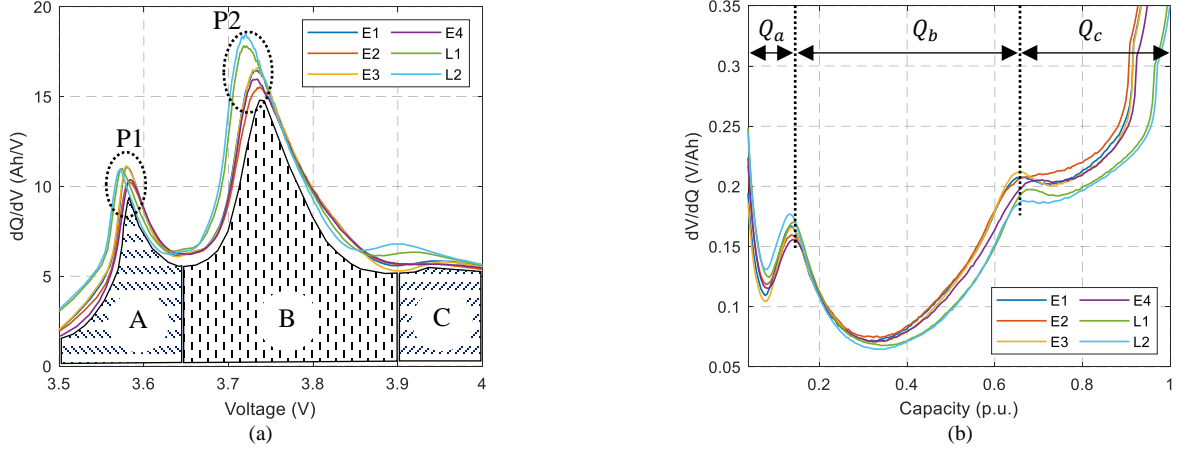 P2
P1
E1 E4
E2 L1
E3 L2
20
15
10
5
0
dQ/dV (Ah/V)
A
B
C
3.5 3.6 3.7 3.8 3.9 4
Voltage (V)
(a)
Q_a Q_b Q_c
0.35
0.3
0.25
0.2
0.15
0.1
0.05
dV/dQ (V/Ah)
E1 E4
E2 L1
E3 L2
0.2 0.4 0.6 0.8 1
Capacity (p.u.)
(b)